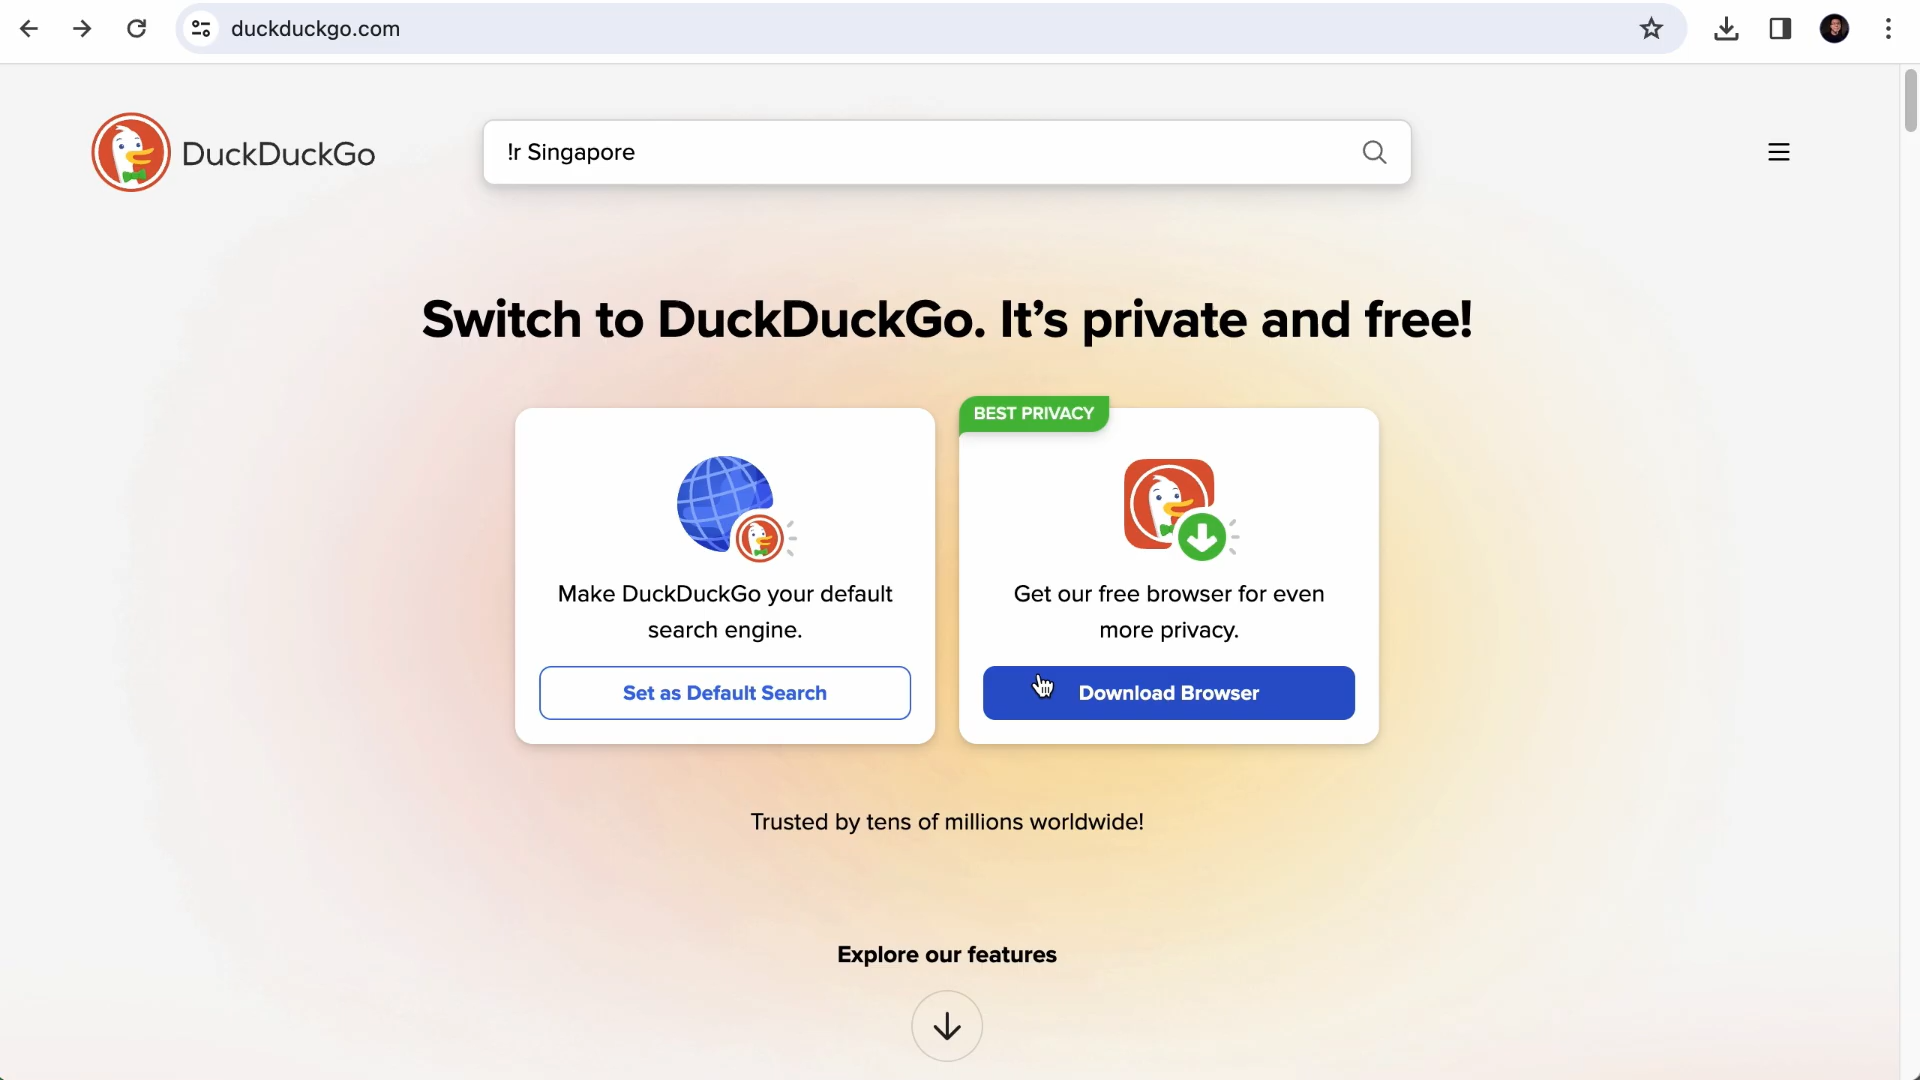 duckduckgo.com
DuckDuckGo
!r Singapore
Switch to DuckDuckGo. It’s private and free!
BEST PRIVACY
Make DuckDuckGo your default
search engine.
Set as Default Search
Get our free browser for even
more privacy.
Download Browser
Trusted by tens of millions worldwide!
Explore our features